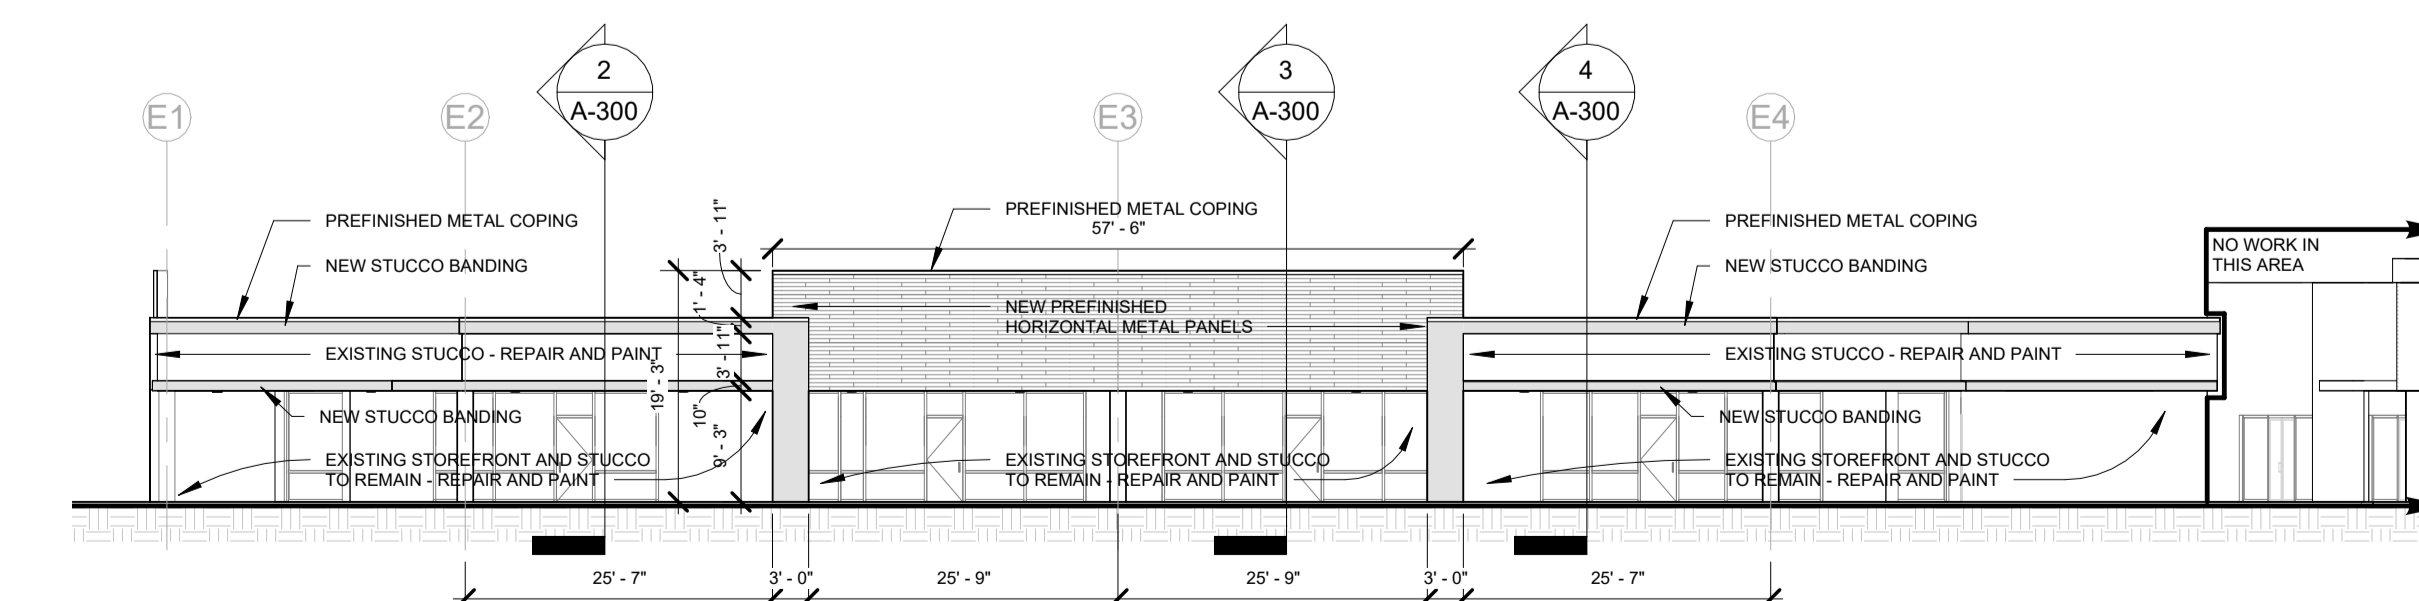 2
A-300
3
A-300
4
A-300
E1
E2
E3
E4
PREFINISHED METAL COPING
NEW STUCCO BANDING
EXISTING STUCCO - REPAIR AND PAINT
NEW STUCCO BANDING
EXISTING STOREFRONT AND STUCCO
TO REMAIN - REPAIR AND PAINT
3' - 11"
1' - 4"
3' - 11"
19' - 3"
10"
9' - 3"
PREFINISHED METAL COPING
57' - 6"
NEW PREFINISHED
HORIZONTAL METAL PANELS
EXISTING STOREFRONT AND STUCCO
TO REMAIN - REPAIR AND PAINT
PREFINISHED METAL COPING
NEW STUCCO BANDING
EXISTING STUCCO - REPAIR AND PAINT
NEW STUCCO BANDING
EXISTING STOREFRONT AND STUCCO
TO REMAIN - REPAIR AND PAINT
NO WORK IN
THIS AREA
25' - 7"
3' - 0"
25' - 9"
25' - 9"
3' - 0"
25' - 7"